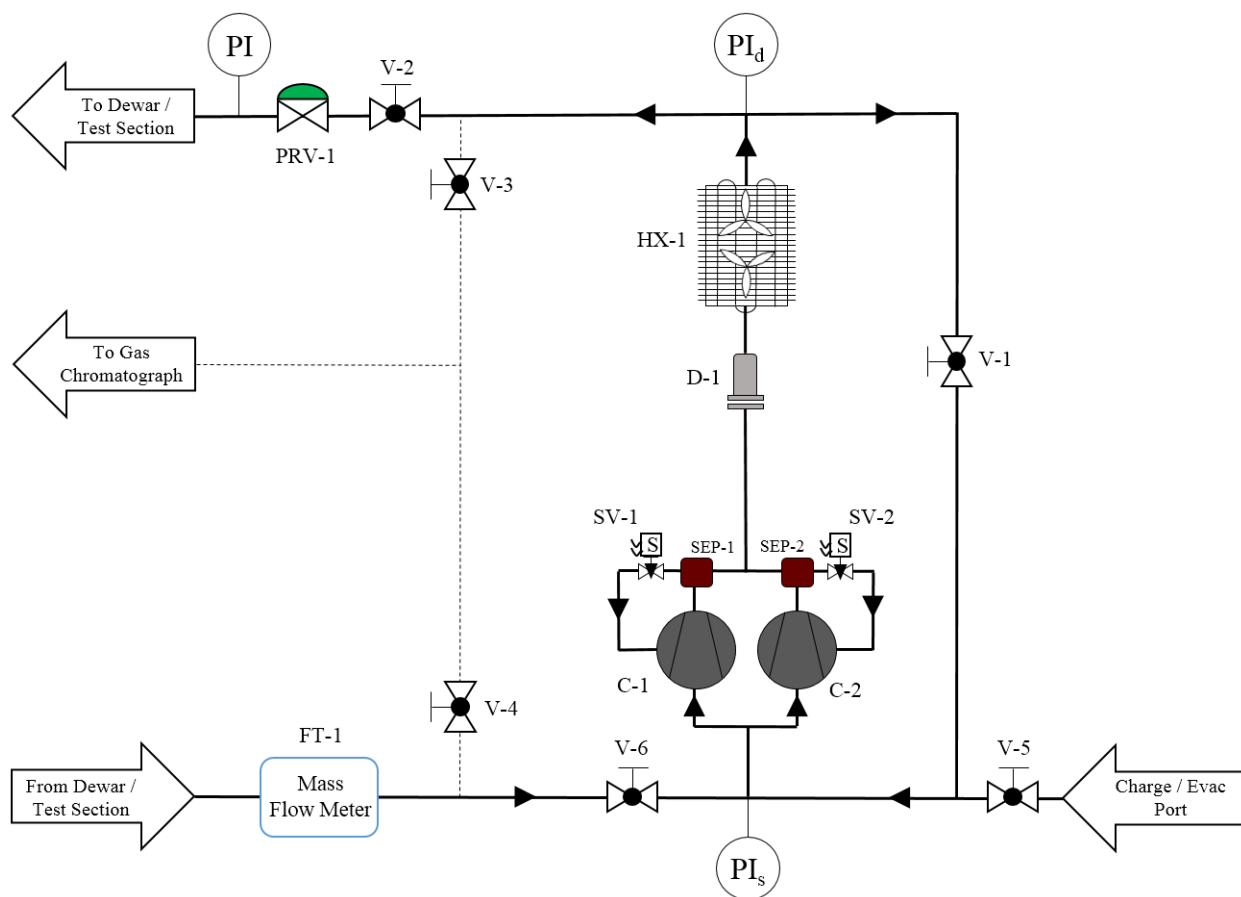 PI
PId
V-2
To Dewar /
Test Section
PRV-1
V-3
HX-1
To Gas
Chromatograph
D-1
V-1
SV-1
S
SEP-1
SEP-2
SV-2
S
C-1
C-2
V-4
FT-1
V-6
V-5
From Dewar /
Test Section
Mass
Flow Meter
Charge / Evac
Port
PIs